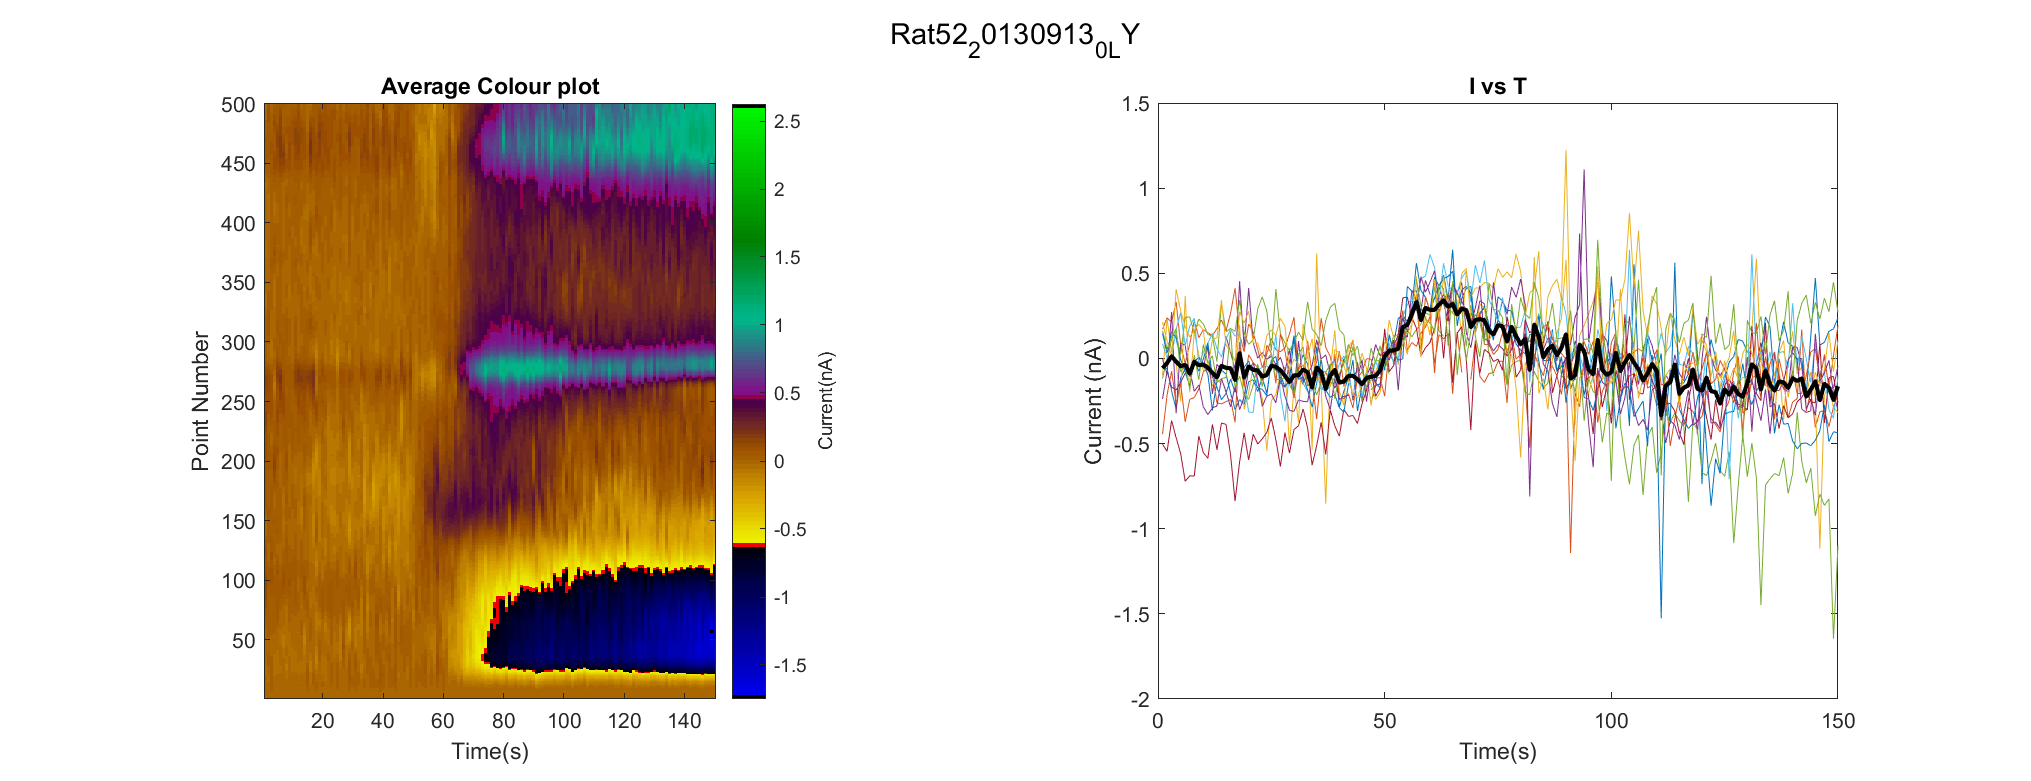 Rat52₂0130913₀LY
Average Colour plot
500
450
400
350
300
250
200
150
100
50
Point Number
20 40 60 80 100 120 140
Time(s)
2.5
2
1.5
1
0.5
0
-0.5
-1
-1.5
Current(nA)
I vs T
1.5
1
0.5
0
-0.5
-1
-1.5
-2
Current (nA)
0 50 100 150
Time(s)